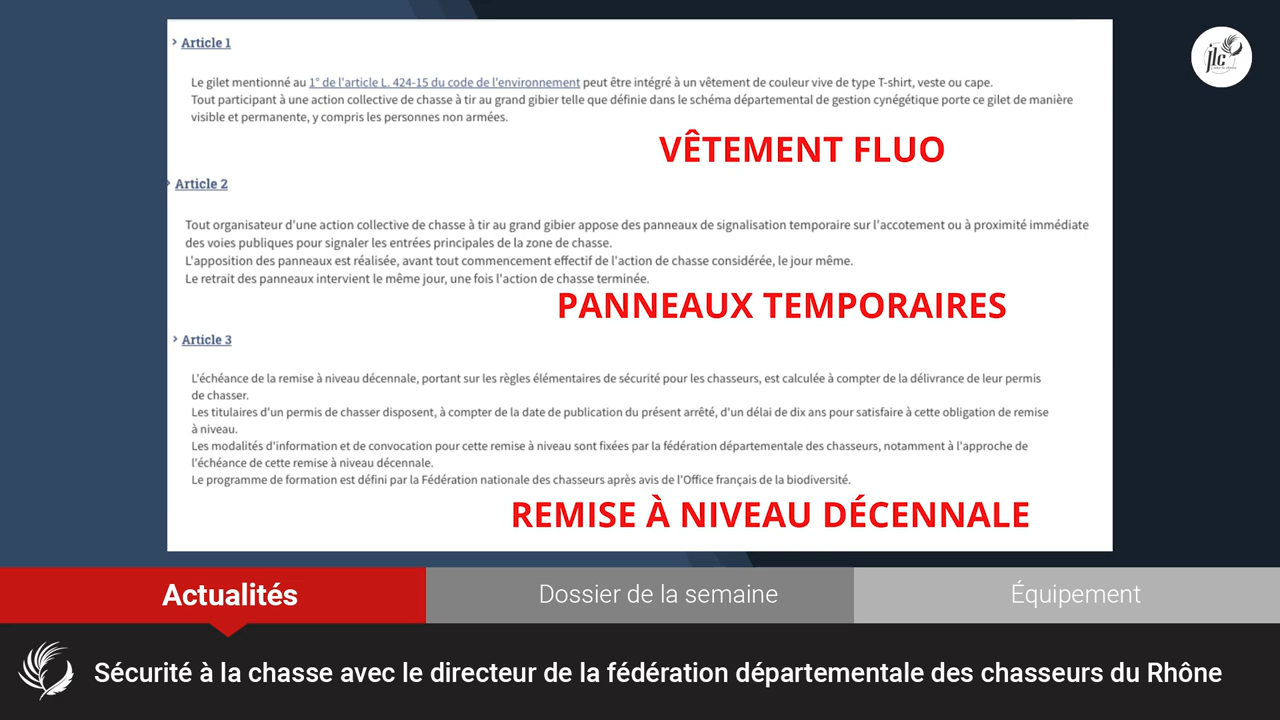 jlc
Article 1
Le gilet mentionné au 1° de l'article L. 424-15 du code de l'environnement peut être intégré à un vêtement de couleur vive de type T-shirt, veste ou cape.
Tout participant à une action collective de chasse à tir au grand gibier telle que définie dans le schéma départemental de gestion cynégétique porte ce gilet de manière
visible et permanente, y compris les personnes non armées.
VÊTEMENT FLUO
Article 2
Tout organisateur d'une action collective de chasse à tir au grand gibier appose des panneaux de signalisation temporaire sur l'accotement ou à proximité immédiate
des voies publiques pour signaler les entrées principales de la zone de chasse.
L'apposition des panneaux est réalisée, avant tout commencement effectif de l'action de chasse considérée, le jour même.
Le retrait des panneaux intervient le même jour, une fois l'action de chasse terminée.
PANNEAUX TEMPORAIRES
Article 3
L'échéance de la remise à niveau décennale, portant sur les règles élémentaires de sécurité pour les chasseurs, est calculée à compter de la délivrance de leur permis
de chasser.
Les titulaires d'un permis de chasser disposent, à compter de la date de publication du présent arrêté, d'un délai de dix ans pour satisfaire à cette obligation de remise
à niveau.
Les modalités d'information et de convocation pour cette remise à niveau sont fixées par la fédération départementale des chasseurs, notamment à l'approche de
l'échéance de cette remise à niveau décennale.
Le programme de formation est défini par la Fédération nationale des chasseurs après avis de l'Office français de la biodiversité.
REMISE À NIVEAU DÉCENNALE
Actualités
Dossier de la semaine
Équipement
Sécurité à la chasse avec le directeur de la fédération départementale des chasseurs du Rhône